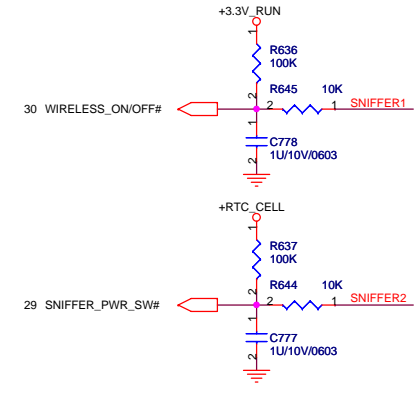 +3.3V_RUN
1
R636
100K
2
R645 10K
30 WIRELESS_ON/OFF#
2 1 SNIFFER1
1
C778
1U/10V/0603
2
+RTC_CELL
1
R637
100K
2
R644 10K
29 SNIFFER_PWR_SW#
2 1 SNIFFER2
1
C777
1U/10V/0603
2